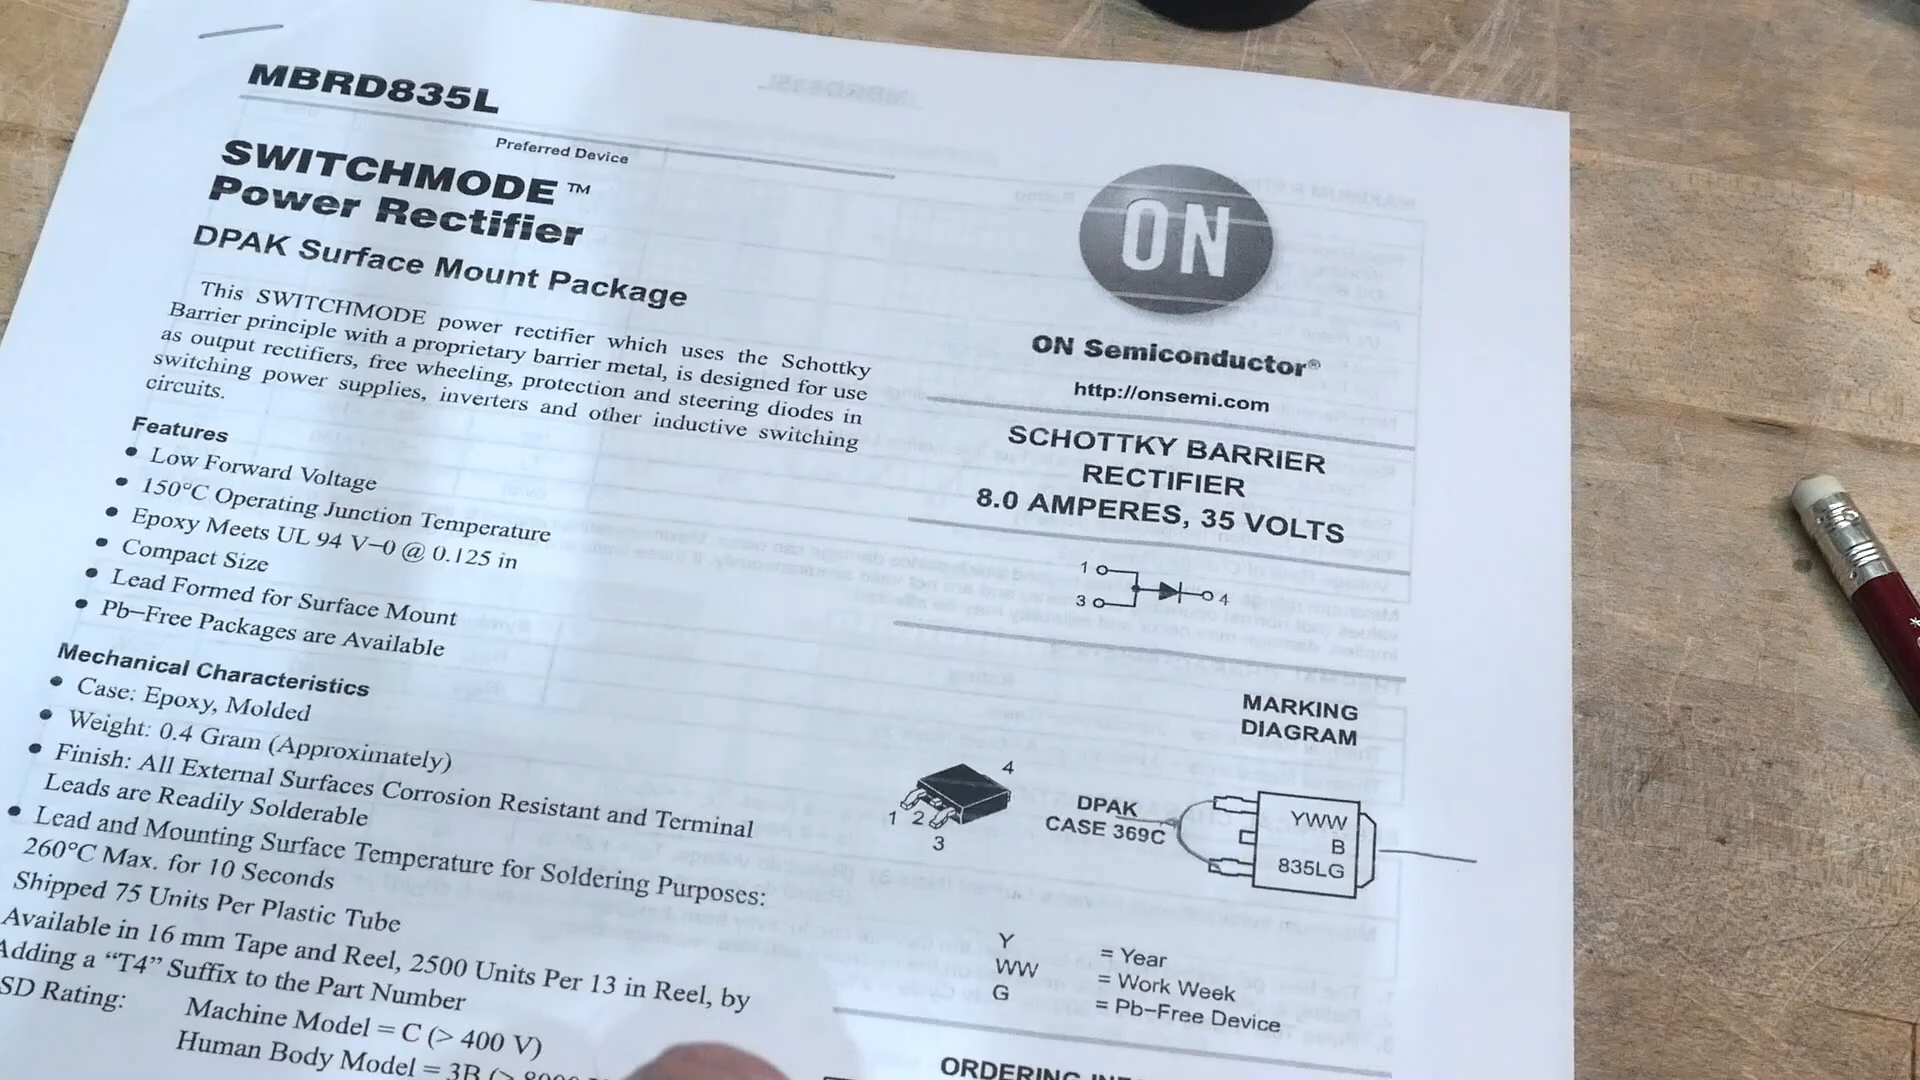 MBRD835L
Preferred Device
SWITCHMODE™
Power Rectifier
DPAK Surface Mount Package
This SWITCHMODE power rectifier which uses the Schottky
Barrier principle with a proprietary barrier metal, is designed for use
as output rectifiers, free wheeling, protection and steering diodes in
switching power supplies, inverters and other inductive switching
circuits.
Features
• Low Forward Voltage
• 150°C Operating Junction Temperature
• Epoxy Meets UL 94 V−0 @ 0.125 in
• Compact Size
• Lead Formed for Surface Mount
• Pb−Free Packages are Available
Mechanical Characteristics
• Case: Epoxy, Molded
• Weight: 0.4 Gram (Approximately)
• Finish: All External Surfaces Corrosion Resistant and Terminal
Leads are Readily Solderable
• Lead and Mounting Surface Temperature for Soldering Purposes:
260°C Max. for 10 Seconds
Shipped 75 Units Per Plastic Tube
Available in 16 mm Tape and Reel, 2500 Units Per 13 in Reel, by
Adding a “T4” Suffix to the Part Number
SD Rating:
Machine Model = C (> 400 V)
Human Body Model = 3B (>
ON
ON Semiconductor®
http://onsemi.com
SCHOTTKY BARRIER
RECTIFIER
8.0 AMPERES, 35 VOLTS
1
3
4
MARKING
DIAGRAM
4
1 2
3
DPAK
CASE 369C
YWW
B
835LG
Y = Year
WW = Work Week
G = Pb−Free Device
ORDERING